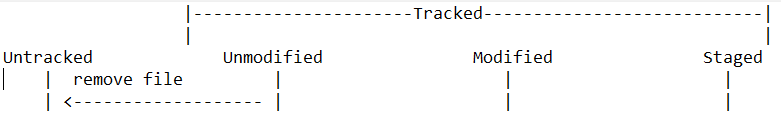 |----------------------Tracked----------------------------|
|                                                         |
Untracked Unmodified Modified Staged
| remove file | | |
| <------------------- | | |